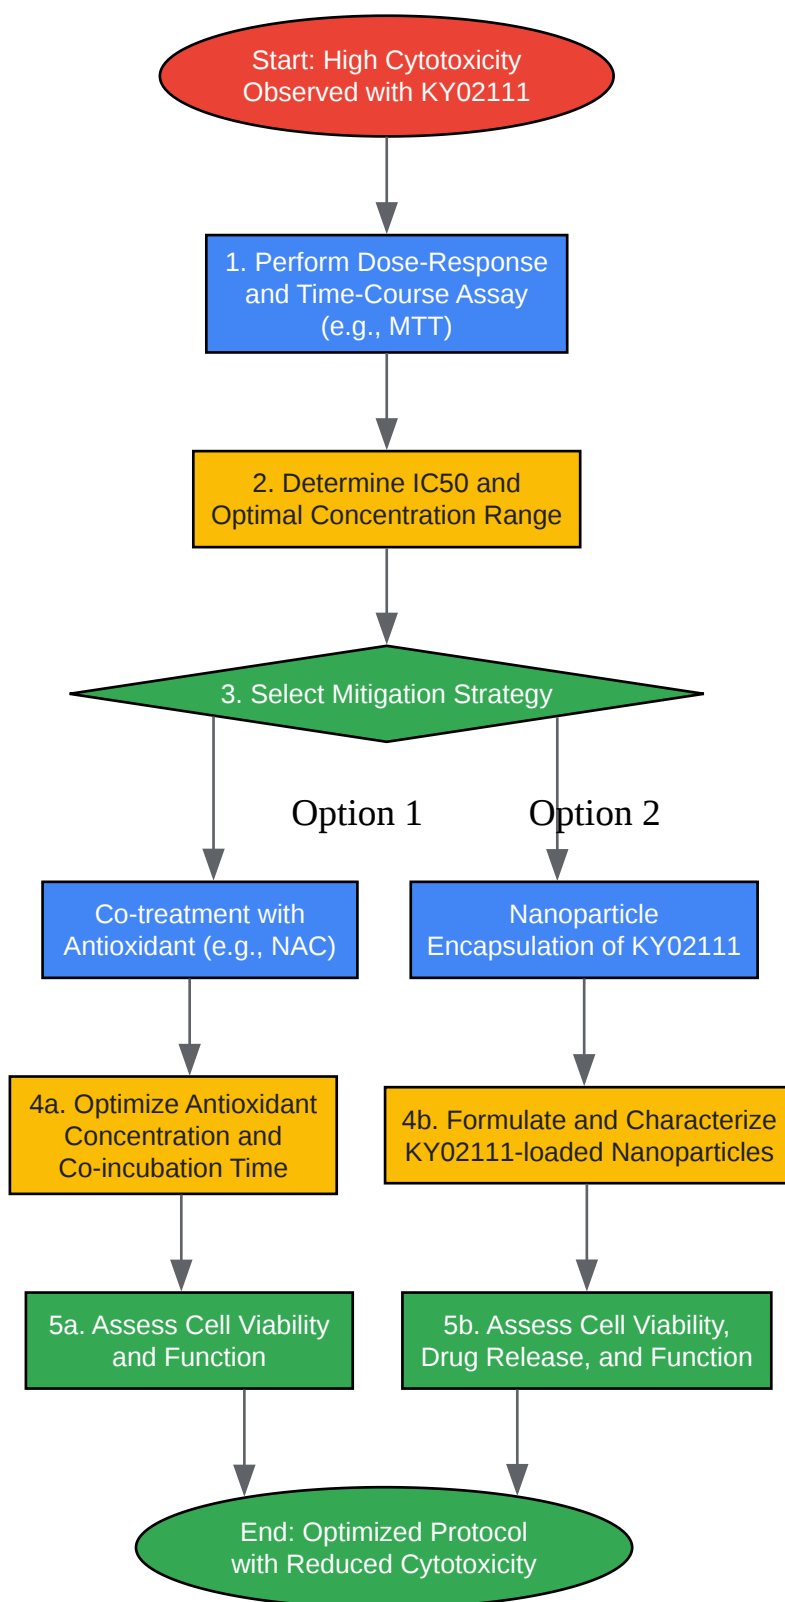 Start: High Cytotoxicity
Observed with KY02111
1. Perform Dose-Response
and Time-Course Assay
(e.g., MTT)
2. Determine IC50 and
Optimal Concentration Range
3. Select Mitigation Strategy
Option 1
Option 2
Co-treatment with
Antioxidant (e.g., NAC)
Nanoparticle
Encapsulation of KY02111
4a. Optimize Antioxidant
Concentration and
Co-incubation Time
4b. Formulate and Characterize
KY02111-loaded Nanoparticles
5a. Assess Cell Viability
and Function
5b. Assess Cell Viability,
Drug Release, and Function
End: Optimized Protocol
with Reduced Cytotoxicity